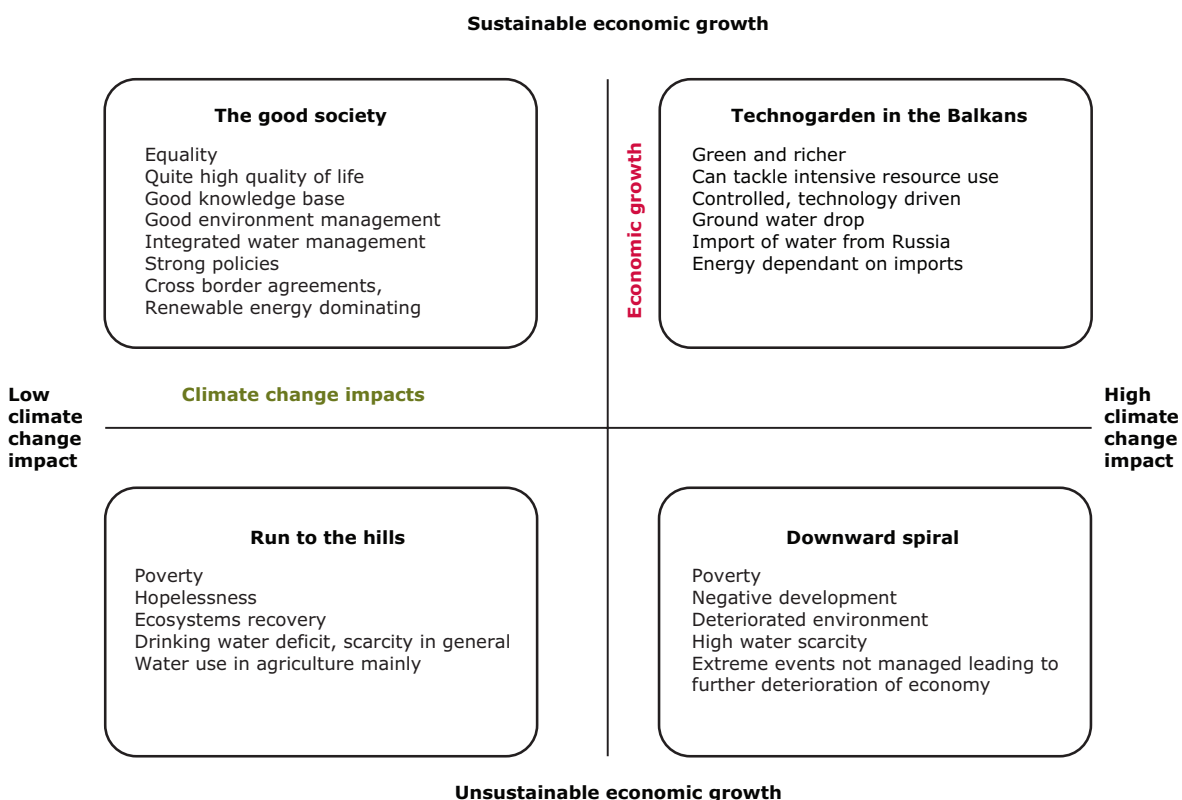 Sustainable economic growth
The good society
Equality
Quite high quality of life
Good knowledge base
Good environment management
Integrated water management
Strong policies
Cross border agreements,
Renewable energy dominating
Economic growth
Technogarden in the Balkans
Green and richer
Can tackle intensive resource use
Controlled, technology driven
Ground water drop
Import of water from Russia
Energy dependant on imports
Low
climate
change
impact
Climate change impacts
High
climate
change
impact
Run to the hills
Poverty
Hopelessness
Ecosystems recovery
Drinking water deficit, scarcity in general
Water use in agriculture mainly
Downward spiral
Poverty
Negative development
Deteriorated environment
High water scarcity
Extreme events not managed leading to
further deterioration of economy
Unsustainable economic growth